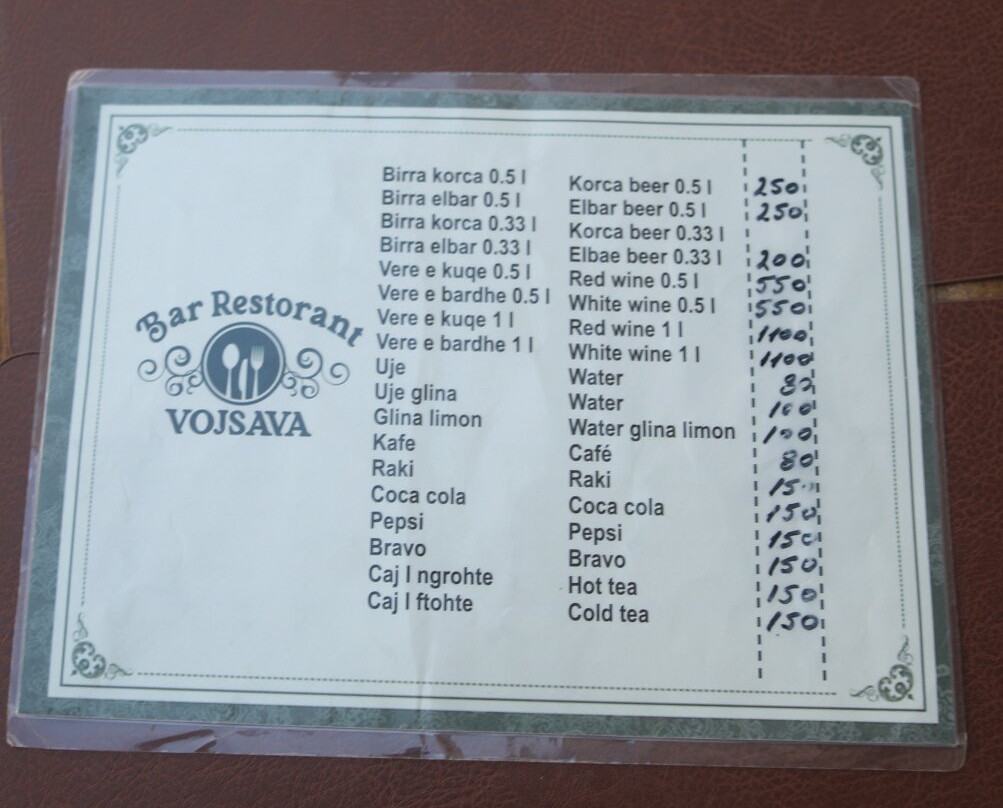 Bar Restorant
VOJSAVA
Birra korca 0.5 l Korca beer 0.5 l 250
Birra elbar 0.5 l Elbar beer 0.5 l 250
Birra korca 0.33 l Korca beer 0.33 l
Birra elbar 0.33 l Elbae beer 0.33 l 200
Vere e kuqe 0.5 l Red wine 0.5 l 550
Vere e bardhe 0.5 l White wine 0.5 l 550
Vere e kuqe 1 l Red wine 1 l 1100
Vere e bardhe 1 l White wine 1 l 1100
Uje Water 80
Uje glina Water 100
Glina limon Water glina limon 100
Kafe Café 80
Raki Raki 150
Coca cola Coca cola 150
Pepsi Pepsi 150
Bravo Bravo 150
Caj I ngrohte Hot tea 150
Caj I ftohte Cold tea 150